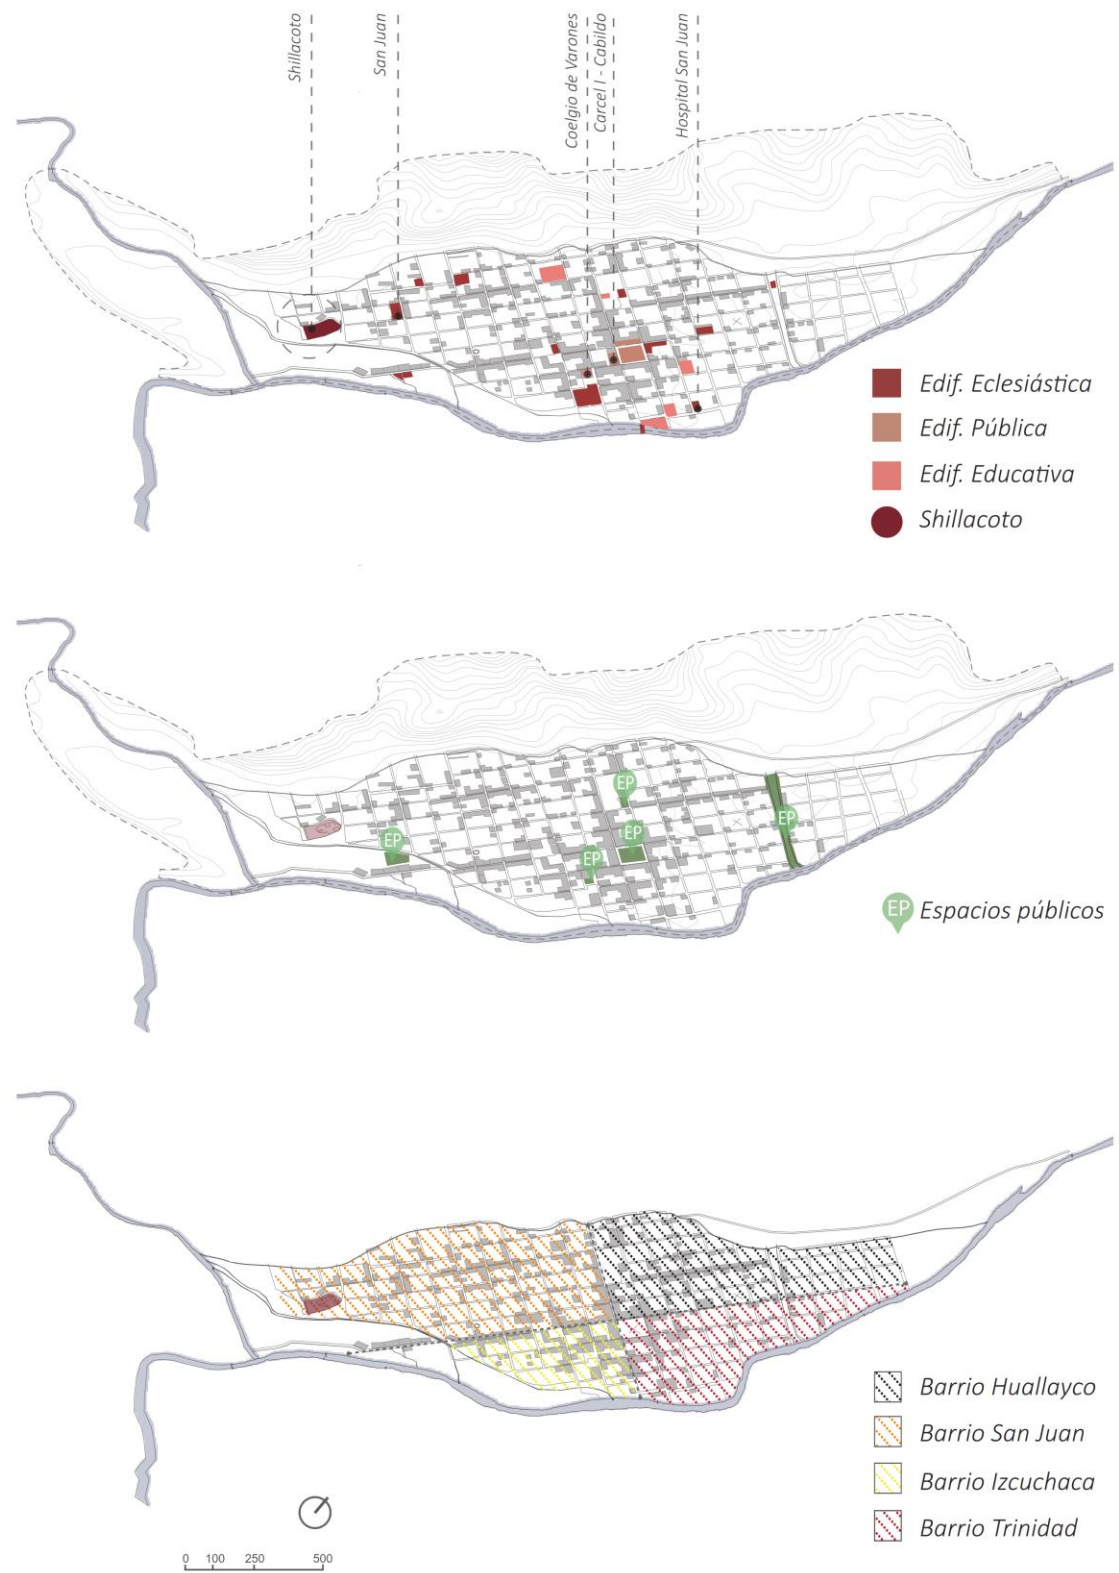 Shillacoto
San Juan
Coelgio de Varones
Carcel I - Cabildo
Hospital San Juan
Edif. Eclesiástica
Edif. Pública
Edif. Educativa
Shillacoto
EP
EP
EP
EP
EP
EP Espacios públicos
Barrio Huallayco
Barrio San Juan
Barrio Izcuchaca
Barrio Trinidad
0 100 250 500